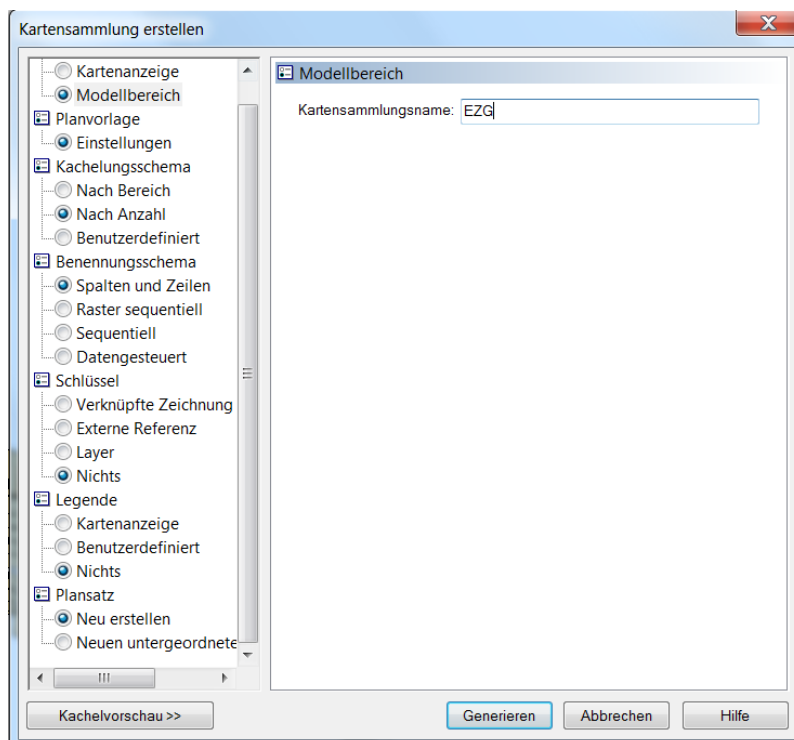 Kartensammlung erstellen
Kartenanzeige
Modellbereich
Planvorlage
Einstellungen
Kachelungsschema
Nach Bereich
Nach Anzahl
Benutzerdefiniert
Benennungsschema
Spalten und Zeilen
Raster sequentiell
Sequentiell
Datengesteuert
Schlüssel
Verknüpfte Zeichnung
Externe Referenz
Layer
Nichts
Legende
Kartenanzeige
Benutzerdefiniert
Nichts
Plansatz
Neu erstellen
Neuen untergeordnete
Modellbereich
Kartensammlungsname: EZG
Kachelvorschau >>
Generieren
Abbrechen
Hilfe